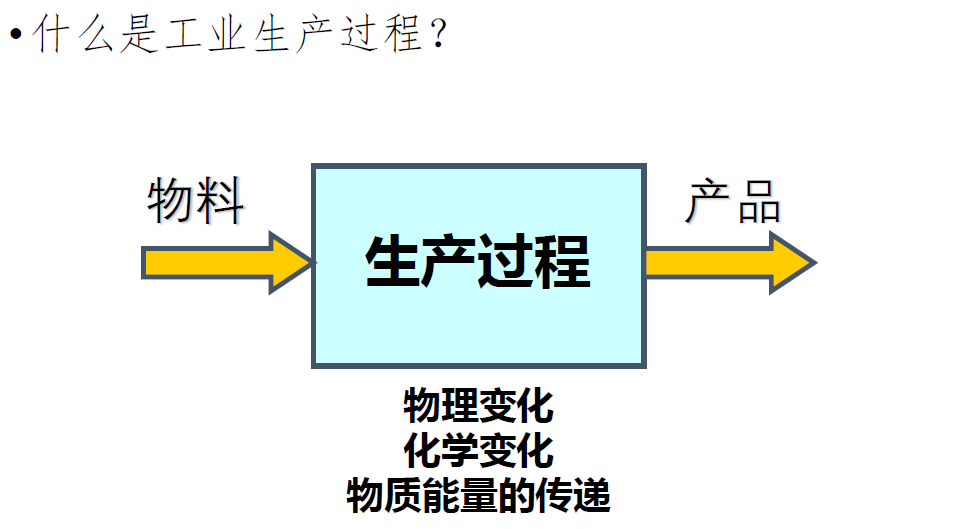 •什么是工业生产过程？
物料
产品
生产过程
物理变化
化学变化
物质能量的传递